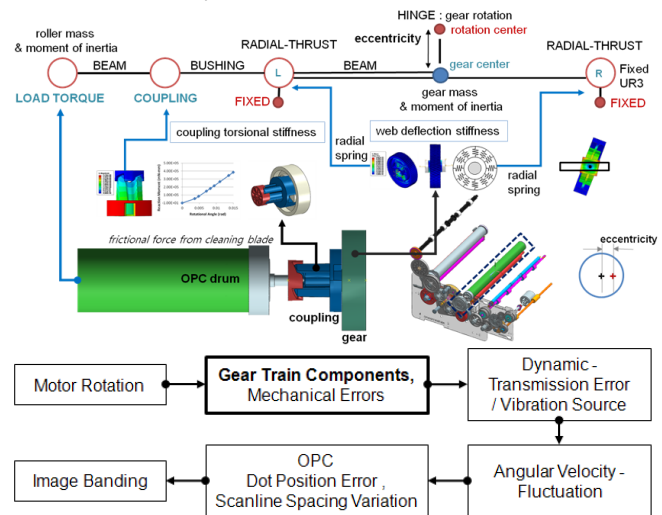 HINGE : gear rotation
roller mass
& moment of inertia
RADIAL-THRUST
eccentricity
rotation center
RADIAL-THRUST
BEAM
BUSHING
L
BEAM
gear center
R
Fixed
UR3
LOAD TORQUE
COUPLING
FIXED
gear mass
& moment of inertia
FIXED
coupling torsional stiffness
radial
spring
web deflection stiffness
radial
spring
Rotational Angle (rad)
eccentricity
frictional force from cleaning blade
OPC drum
coupling
gear
Motor Rotation
Gear Train Components,
Mechanical Errors
Dynamic -
Transmission Error
/ Vibration Source
Image Banding
OPC
Dot Position Error ,
Scanline Spacing Variation
Angular Velocity -
Fluctuation